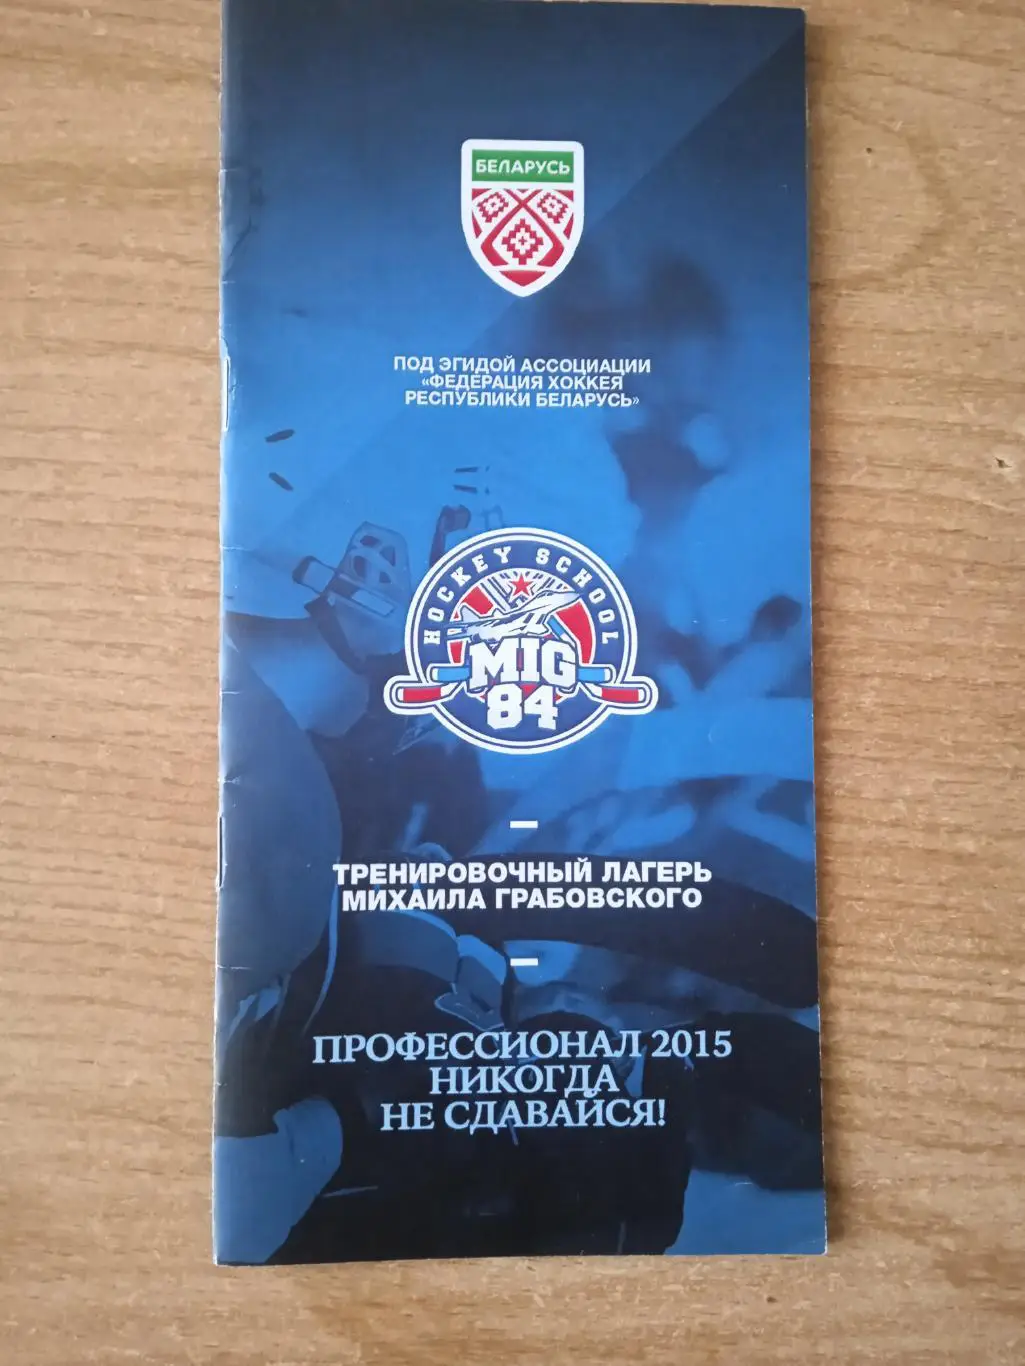 БЕЛАРУСЬ
ПОД ЭГИДОЙ АССОЦИАЦИИ
«ФЕДЕРАЦИЯ ХОККЕЯ
РЕСПУБЛИКИ БЕЛАРУСЬ»
HOCKEY SCHOOL
MIG
84
ТРЕНИРОВОЧНЫЙ ЛАГЕРЬ
МИХАИЛА ГРАБОВСКОГО
ПРОФЕССИОНАЛ 2015
НИКОГДА
НЕ СДАВАЙСЯ!